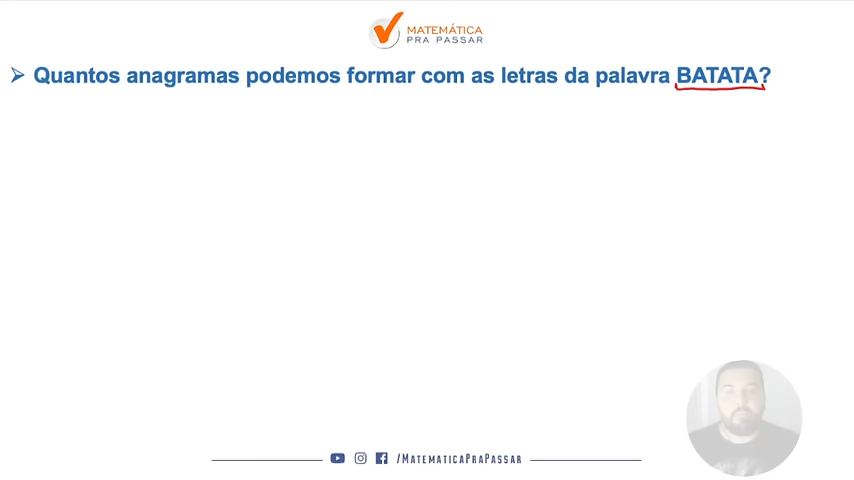 MATEMÁTICA
PRA PASSAR
➢ Quantos anagramas podemos formar com as letras da palavra BATATA?
/MatematicaPraPassar